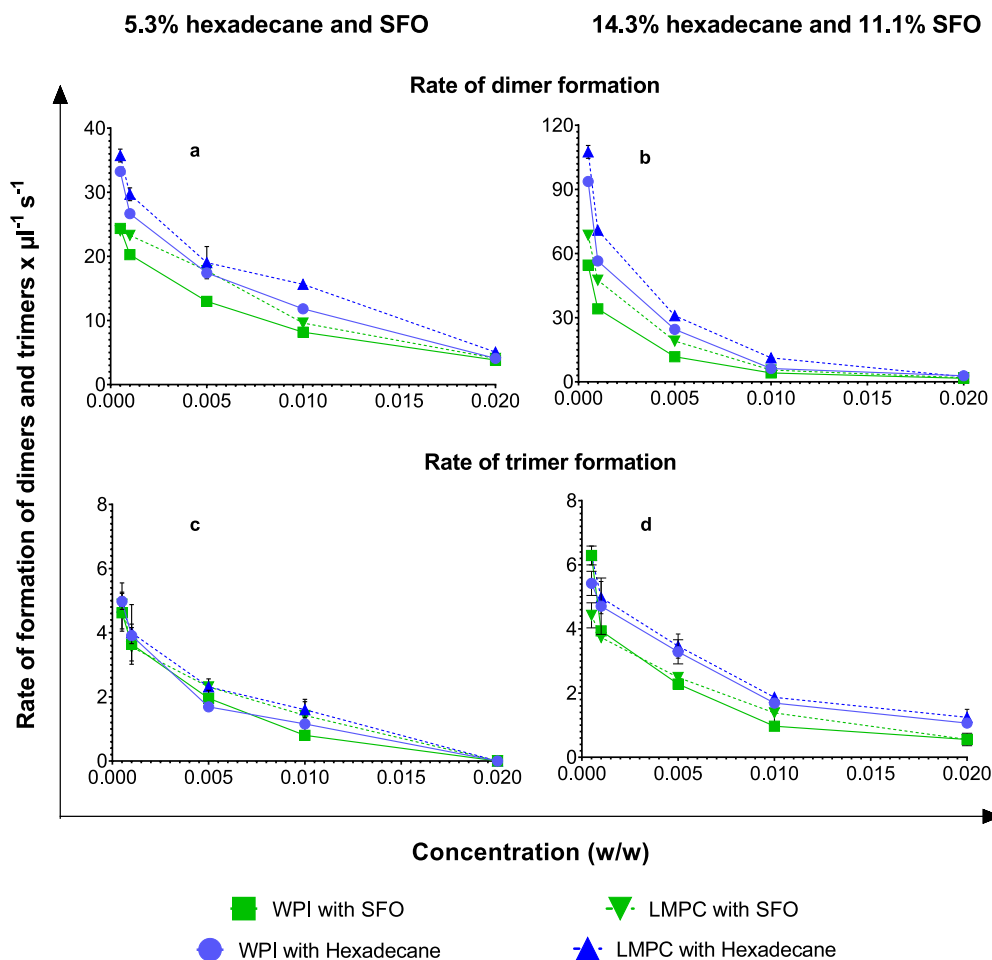 5.3% hexadecane and SFO
14.3% hexadecane and 11.1% SFO
Rate of dimer formation
Rate of formation of dimers and trimers x µl⁻¹ s⁻¹
a
40
30
20
10
0
0.000 0.005 0.010 0.015 0.020
b
120
90
60
30
0
0.000 0.005 0.010 0.015 0.020
Rate of trimer formation
c
8
6
4
2
0
0.000 0.005 0.010 0.015 0.020
d
8
6
4
2
0
0.000 0.005 0.010 0.015 0.020
Concentration (w/w)
WPI with SFO
LMPC with SFO
WPI with Hexadecane
LMPC with Hexadecane